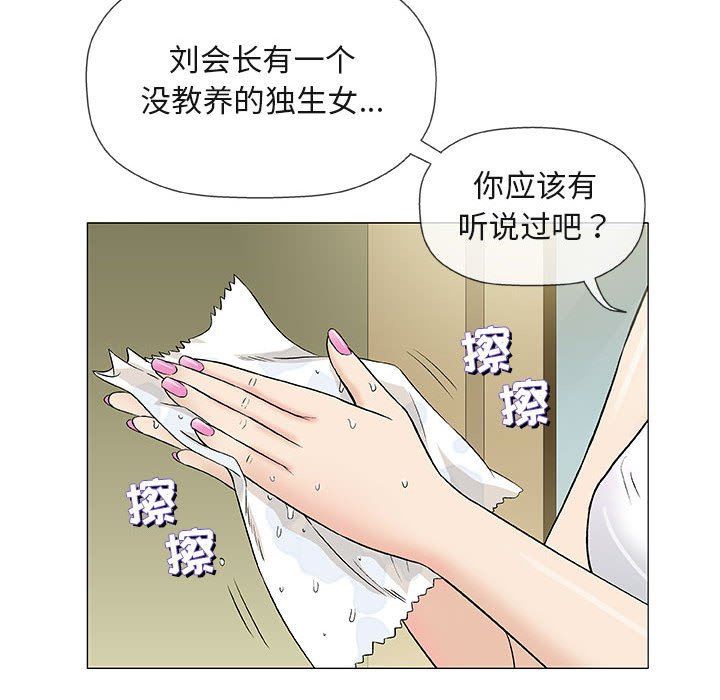 刘会长有一个
没教养的独生女...
你应该有
听说过吧？
擦
擦
擦
擦